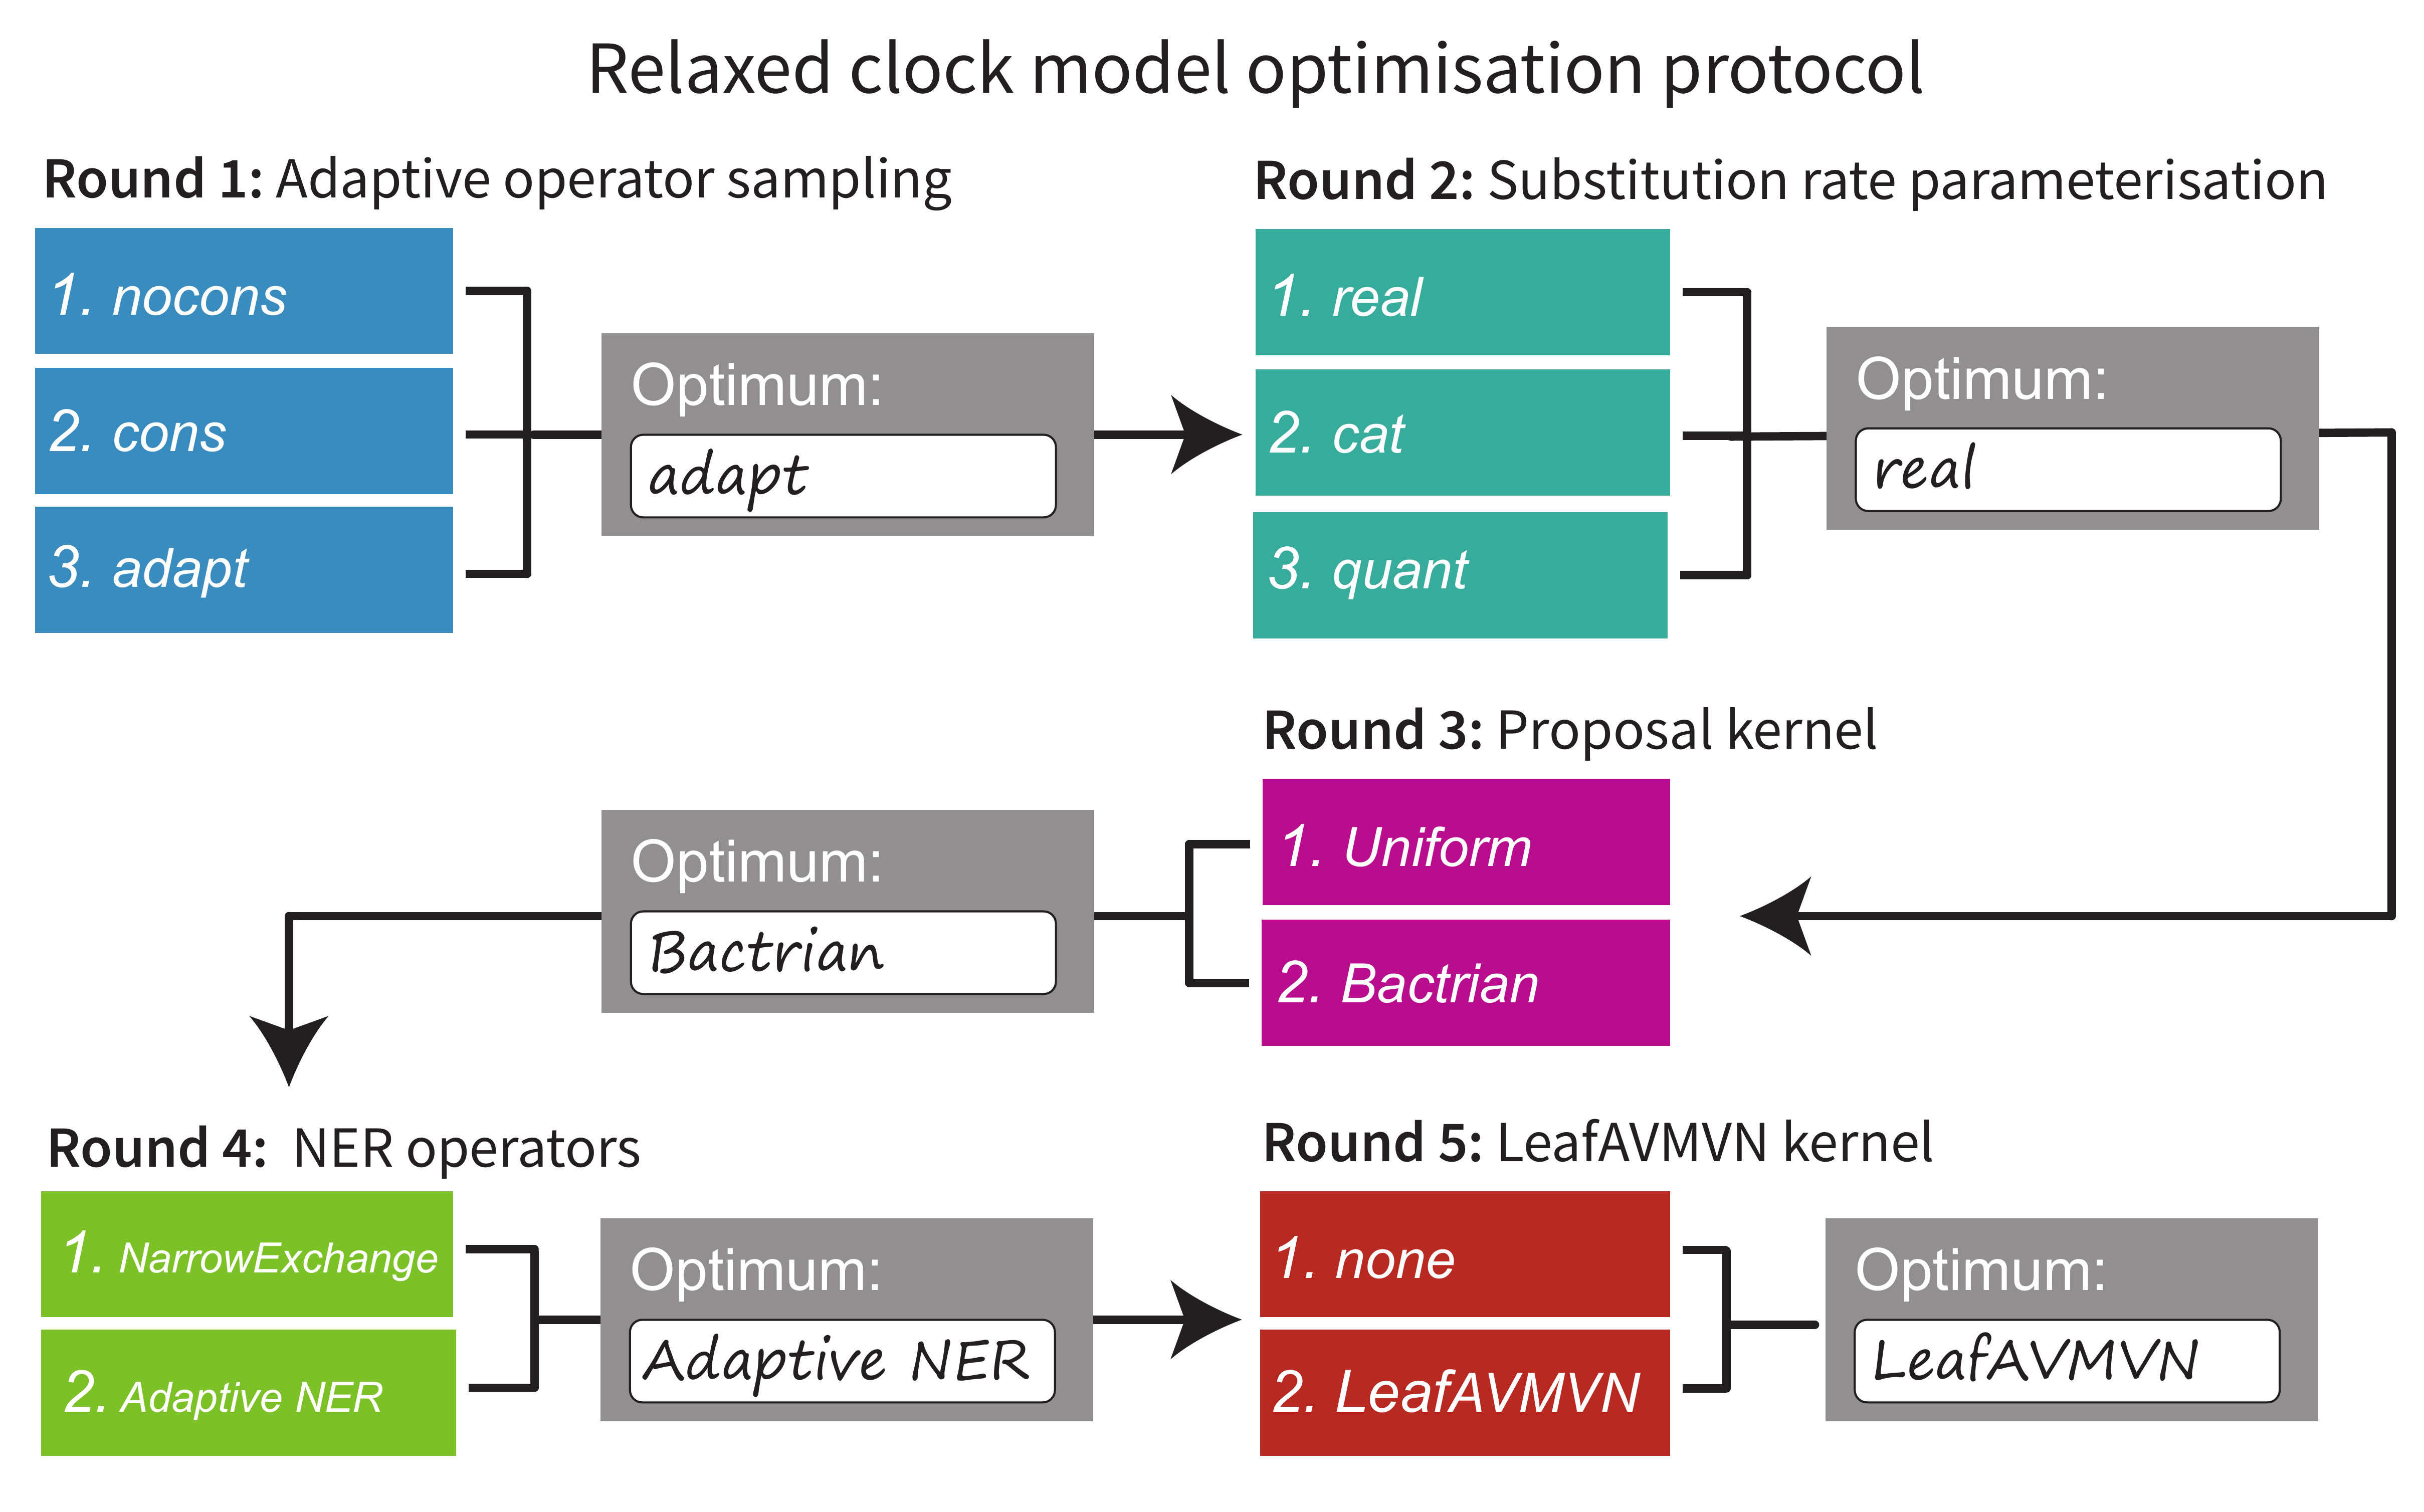 Relaxed clock model optimisation protocol
Round 1: Adaptive operator sampling
1. nocons
2. cons
3. adapt
Optimum:
adapt
Round 2: Substitution rate parameterisation
1. real
2. cat
3. quant
Optimum:
real
Round 3: Proposal kernel
1. Uniform
2. Bactrian
Optimum:
Bactrian
Round 4: NER operators
1. NarrowExchange
2. Adaptive NER
Optimum:
Adaptive NER
Round 5: LeafAVMVN kernel
1. none
2. LeafAVMVN
Optimum:
LeafAVMVN